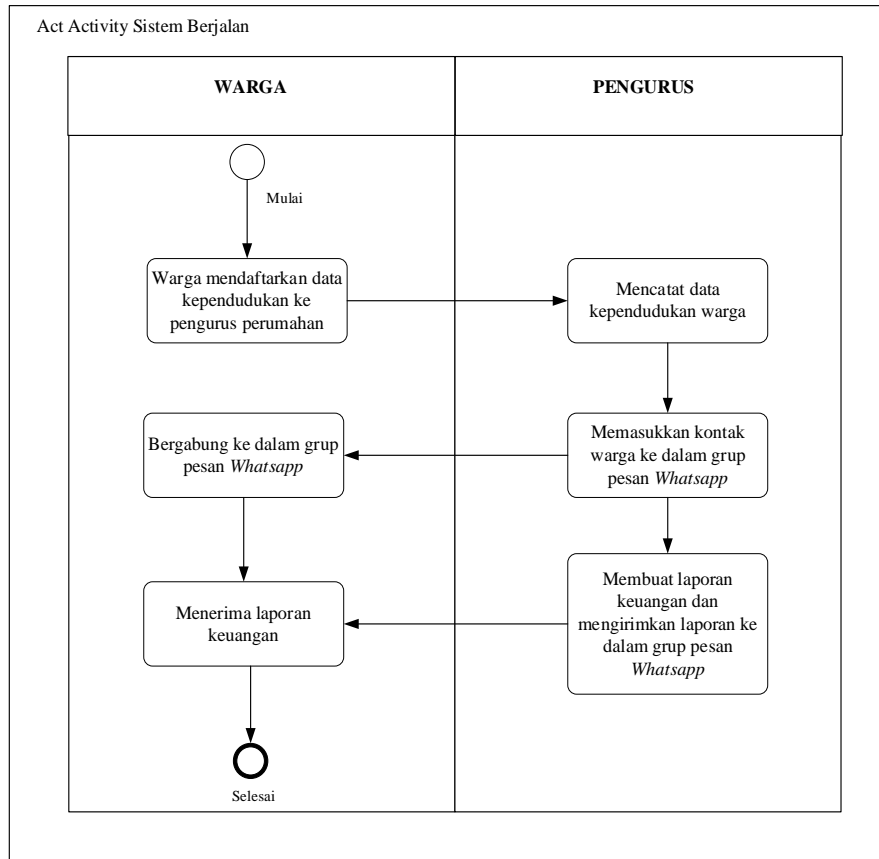 Act Activity Sistem Berjalan
WARGA
PENGURUS
Mulai
Warga mendaftarkan data
kependudukan ke
pengurus perumahan
Mencatat data
kependudukan warga
Memasukkan kontak
warga ke dalam grup
pesan Whatsapp
Bergabung ke dalam grup
pesan Whatsapp
Membuat laporan
keuangan dan
mengirimkan laporan ke
dalam grup pesan
Whatsapp
Menerima laporan
keuangan
Selesai